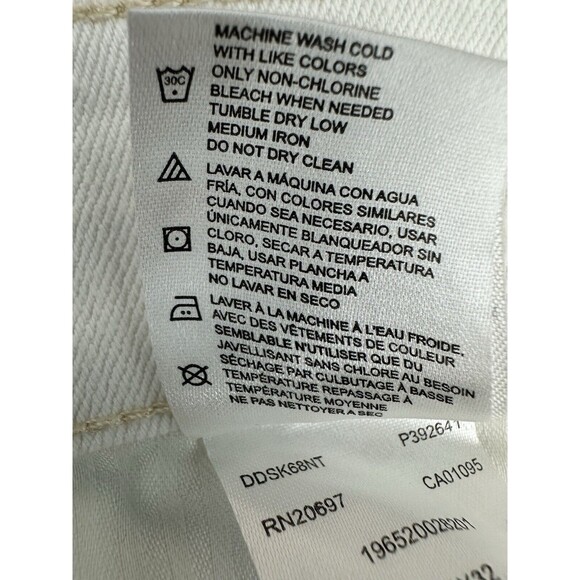 MACHINE WASH COLD
WITH LIKE COLORS
ONLY NON-CHLORINE
BLEACH WHEN NEEDED
TUMBLE DRY LOW
MEDIUM IRON
DO NOT DRY CLEAN
30C
LAVAR A MÁQUINA CON AGUA
FRÍA, CON COLORES SIMILARES
CUANDO SEA NECESARIO, USAR
ÚNICAMENTE BLANQUEADOR SIN
CLORO, SECAR A TEMPERATURA
BAJA, USAR PLANCHA A
TEMPERATURA MEDIA
NO LAVAR EN SECO
LAVER À LA MACHINE À L'EAU FROIDE,
AVEC DES VÊTEMENTS DE COULEUR
SEMBLABLE N'UTILISER QUE DU
JAVELLISANT SANS CHLORE AU BESOIN
SÉCHAGE PAR CULBUTAGE À BASSE
TEMPÉRATURE REPASSAGE À
TEMPÉRATURE MOYENNE
NE PAS NETTOYER A SEC
DDSK68NT
P392641
RN20697
CA01095
196520028201